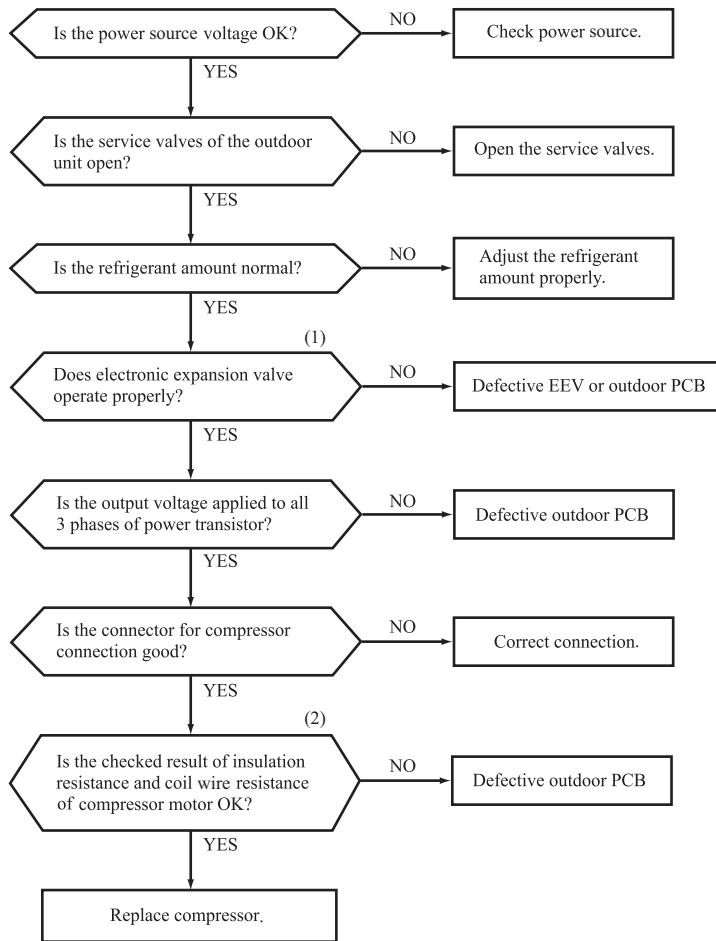 Is the power source voltage OK?
NO
Check power source.
YES
Is the service valves of the outdoor
unit open?
NO
Open the service valves.
YES
Is the refrigerant amount normal?
NO
Adjust the refrigerant
amount properly.
YES
(1)
Does electronic expansion valve
operate properly?
NO
Defective EEV or outdoor PCB
YES
Is the output voltage applied to all
3 phases of power transistor?
NO
Defective outdoor PCB
YES
Is the connector for compressor
connection good?
NO
Correct connection.
YES
(2)
Is the checked result of insulation
resistance and coil wire resistance
of compressor motor OK?
NO
Defective outdoor PCB
YES
Replace compressor.